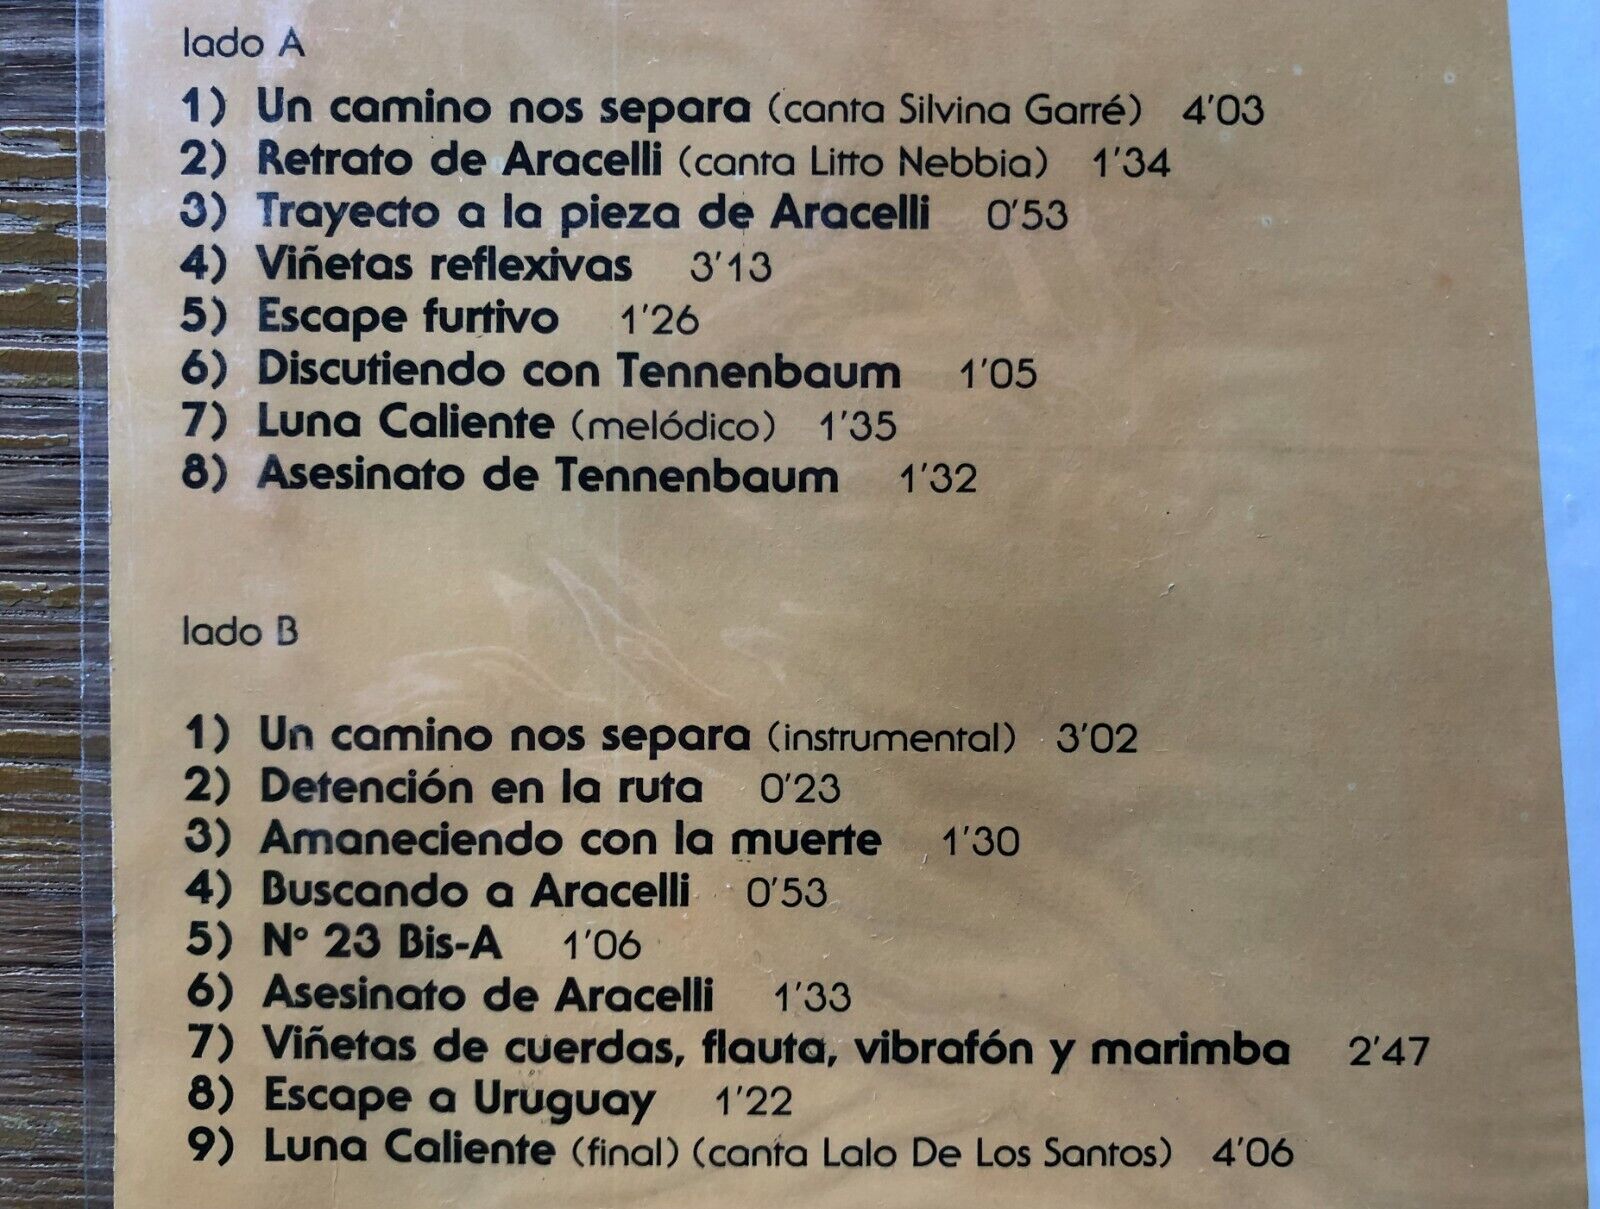 lado A
1) Un camino nos separa (canta Silvina Garré) 4'03
2) Retrato de Aracelli (canta Litto Nebbia) 1'34
3) Trayecto a la pieza de Aracelli 0'53
4) Viñetas reflexivas 3'13
5) Escape furtivo 1'26
6) Discutiendo con Tennenbaum 1'05
7) Luna Caliente (melódico) 1'35
8) Asesinato de Tennenbaum 1'32
lado B
1) Un camino nos separa (instrumental) 3'02
2) Detención en la ruta 0'23
3) Amaneciendo con la muerte 1'30
4) Buscando a Aracelli 0'53
5) Nº 23 Bis-A 1'06
6) Asesinato de Aracelli 1'33
7) Viñetas de cuerdas, flauta, vibrafón y marimba 2'47
8) Escape a Uruguay 1'22
9) Luna Caliente (final) (canta Lalo De Los Santos) 4'06